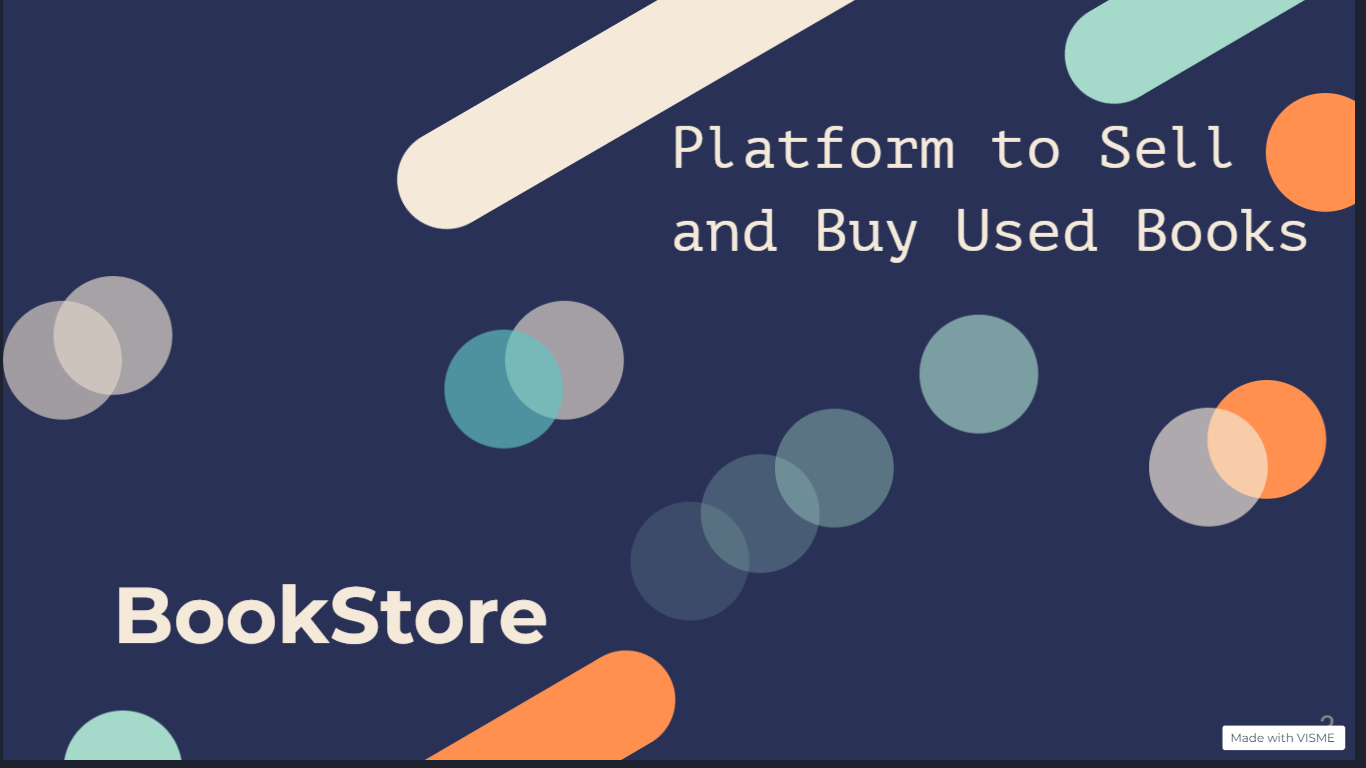 Platform to Sell
and Buy Used Books
BookStore
Made with VISME